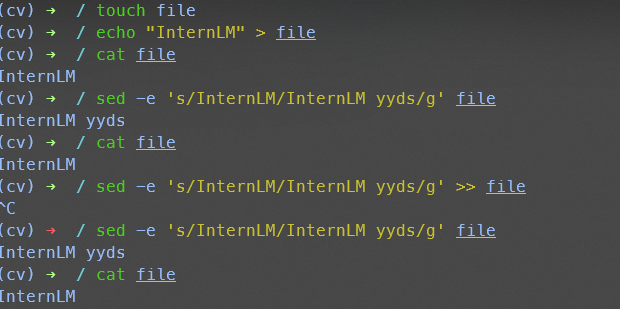 (cv) ➜  / touch file
(cv) ➜  / echo "InternLM" > file
(cv) ➜  / cat file
InternLM
(cv) ➜  / sed -e 's/InternLM/InternLM yyds/g' file
InternLM yyds
(cv) ➜  / cat file
InternLM
(cv) ➜  / sed -e 's/InternLM/InternLM yyds/g' >> file
^C
(cv) ➜  / sed -e 's/InternLM/InternLM yyds/g' file
InternLM yyds
(cv) ➜  / cat file
InternLM